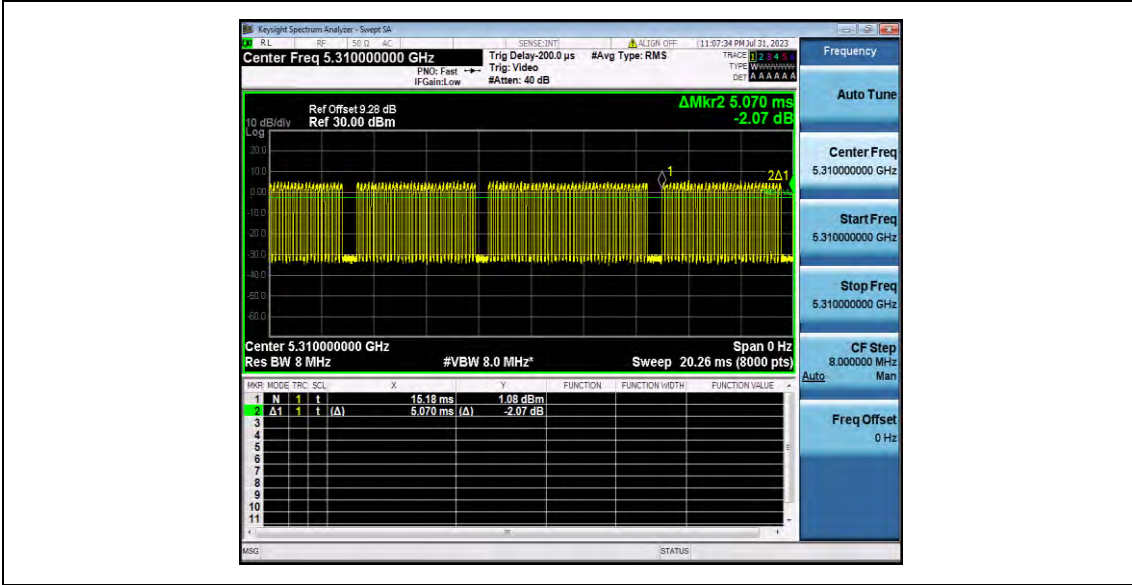 Keysight Spectrum Analyzer - Swept SA
RL RF 50 Ω AC SENSE:INT ALIGN OFF 11:07:34 PM Jul 31, 2023
Center Freq 5.310000000 GHz
PNO: Fast
IFGain:Low
Trig Delay-200.0 µs
Trig: Video
#Atten: 40 dB
#Avg Type: RMS
TRACE 1 2 3 4 5 6
TYPE
DET A A A A A A
Frequency
Auto Tune
Center Freq
5.310000000 GHz
Start Freq
5.310000000 GHz
Stop Freq
5.310000000 GHz
CF Step
8.000000 MHz
Auto Man
Freq Offset
0 Hz
ΔMkr2 5.070 ms
-2.07 dB
Ref Offset 9.28 dB
10 dB/div Ref 30.00 dBm
Log
20.0
10.0
0.00
-10.0
-20.0
-30.0
-40.0
-50.0
-60.0
1
2Δ1
Center 5.310000000 GHz Span 0 Hz
Res BW 8 MHz #VBW 8.0 MHz* Sweep 20.26 ms (8000 pts)
MKR MODE TRC SCL X Y FUNCTION FUNCTION WIDTH FUNCTION VALUE
1 N 1 t 15.18 ms 1.08 dBm
2 Δ1 1 t (Δ) 5.070 ms (Δ) -2.07 dB
3
4
5
6
7
8
9
10
11
MSG STATUS